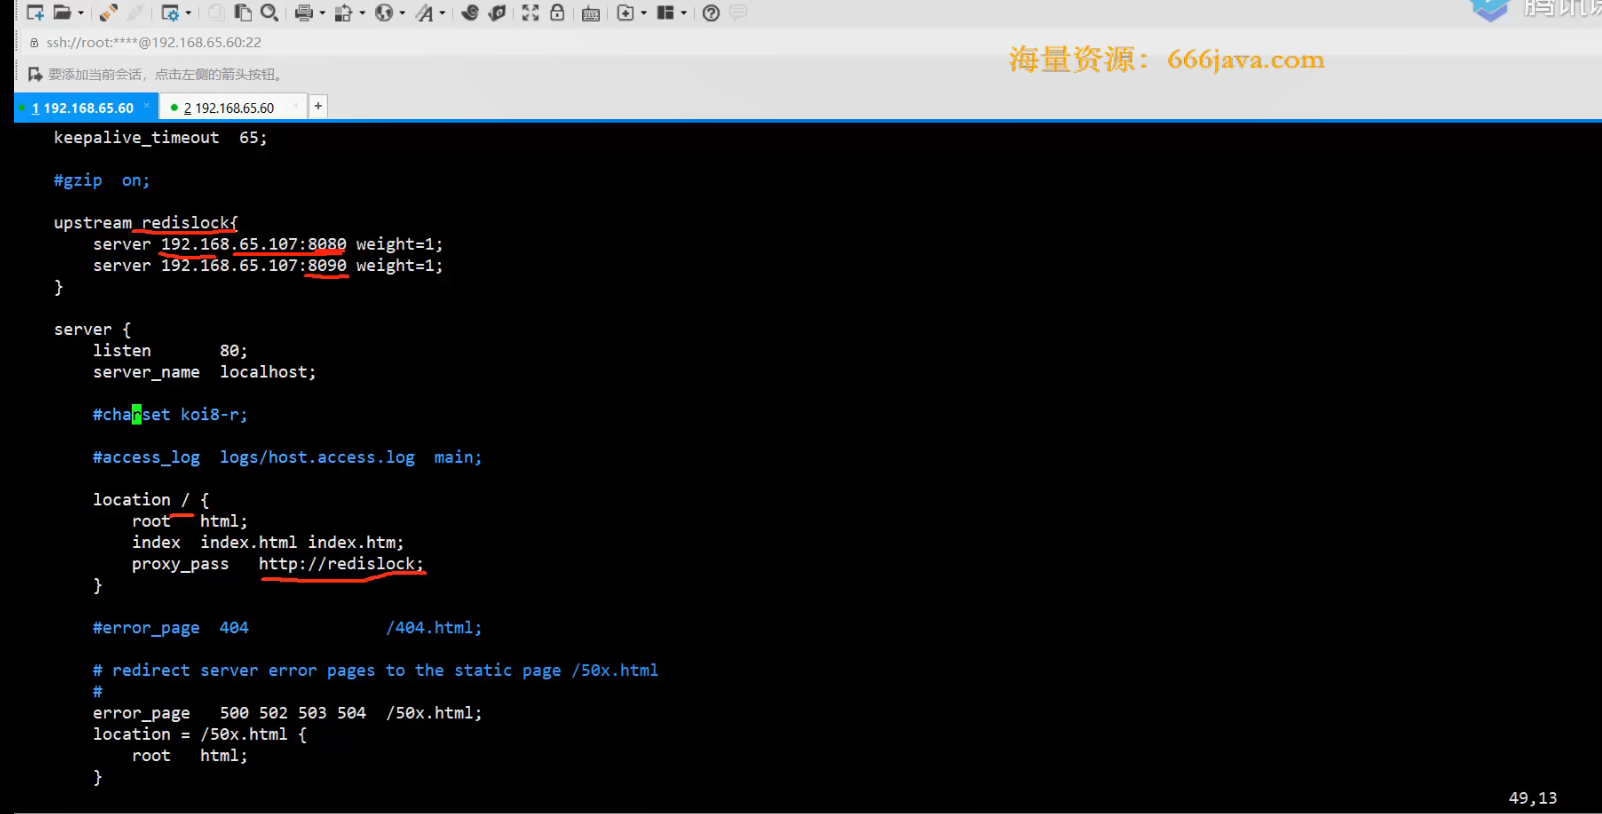 腾讯课
ssh://root:****@192.168.65.60:22
海量资源：666java.com
要添加当前会话，点击左侧的箭头按钮。
1 192.168.65.60 × 2 192.168.65.60 × +
keepalive_timeout  65;
#gzip  on;
upstream redislock{
server 192.168.65.107:8080 weight=1;
server 192.168.65.107:8090 weight=1;
}
server {
listen       80;
server_name  localhost;
#charset koi8-r;
#access_log  logs/host.access.log  main;
location / {
root   html;
index  index.html index.htm;
proxy_pass   http://redislock;
}
#error_page  404              /404.html;
# redirect server error pages to the static page /50x.html
#
error_page   500 502 503 504  /50x.html;
location = /50x.html {
root   html;
}
49,13